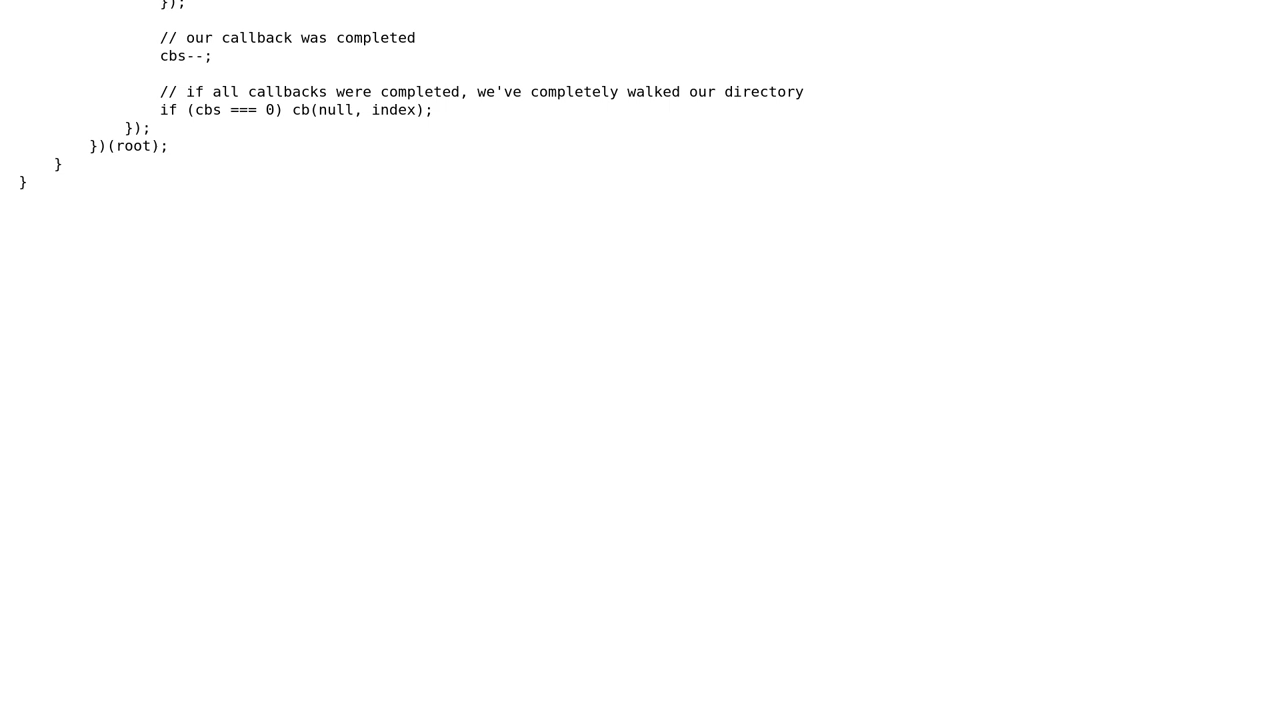 });

                // our callback was completed
                cbs--;

                // if all callbacks were completed, we've completely walked our directory
                if (cbs === 0) cb(null, index);
            });
        })(root);
    }
}